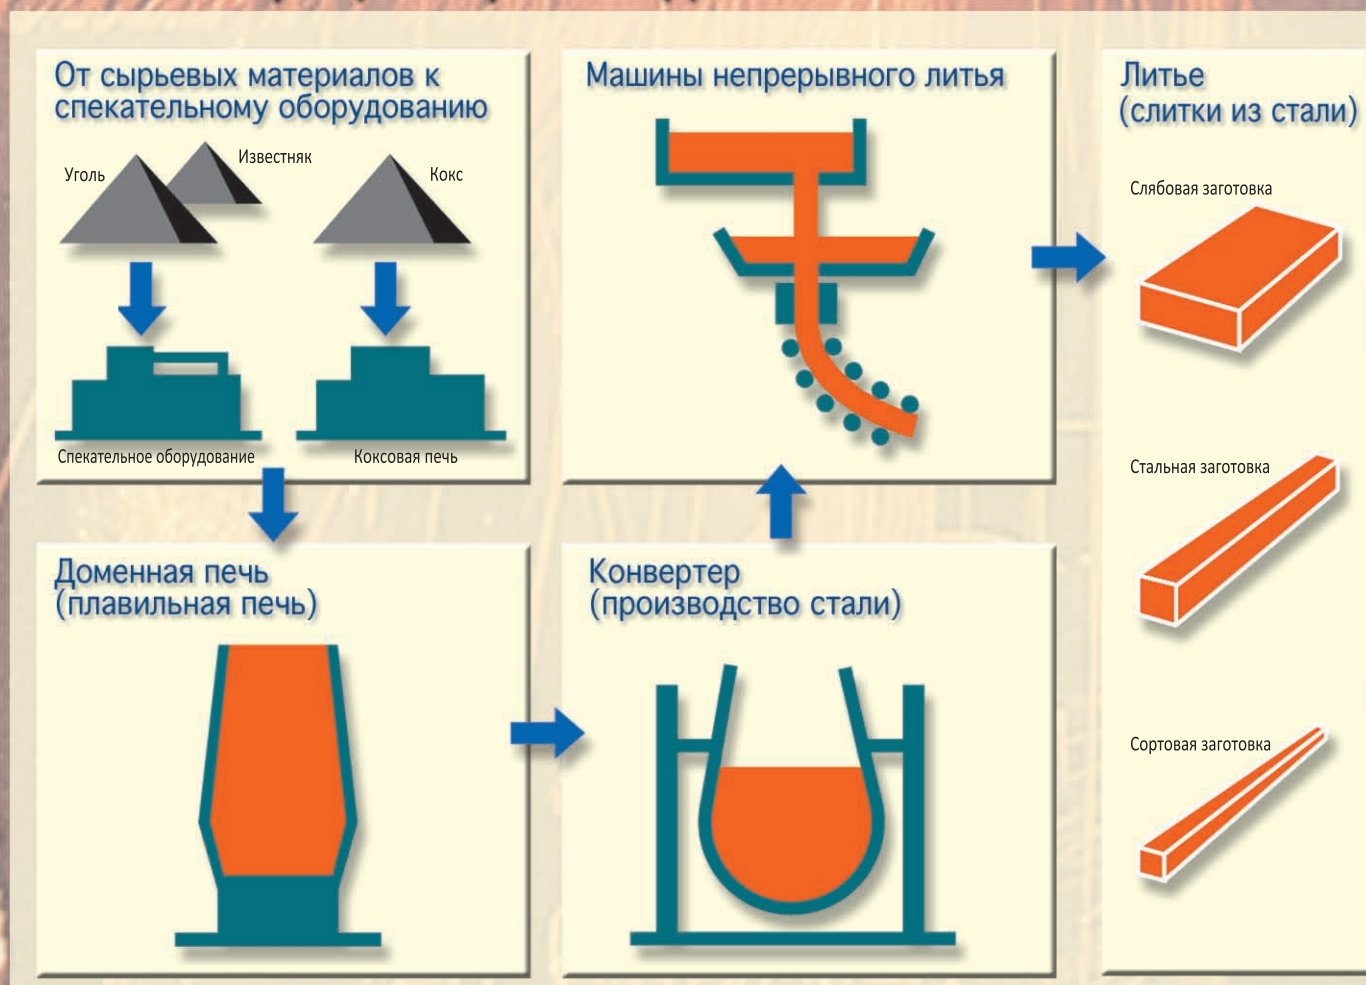 От сырьевых материалов к
спекательному оборудованию
Уголь
Известняк
Кокс
Спекательное оборудование
Коксовая печь
Доменная печь
(плавильная печь)
Конвертер
(производство стали)
Машины непрерывного литья
Литье
(слитки из стали)
Слябовая заготовка
Стальная заготовка
Сортовая заготовка